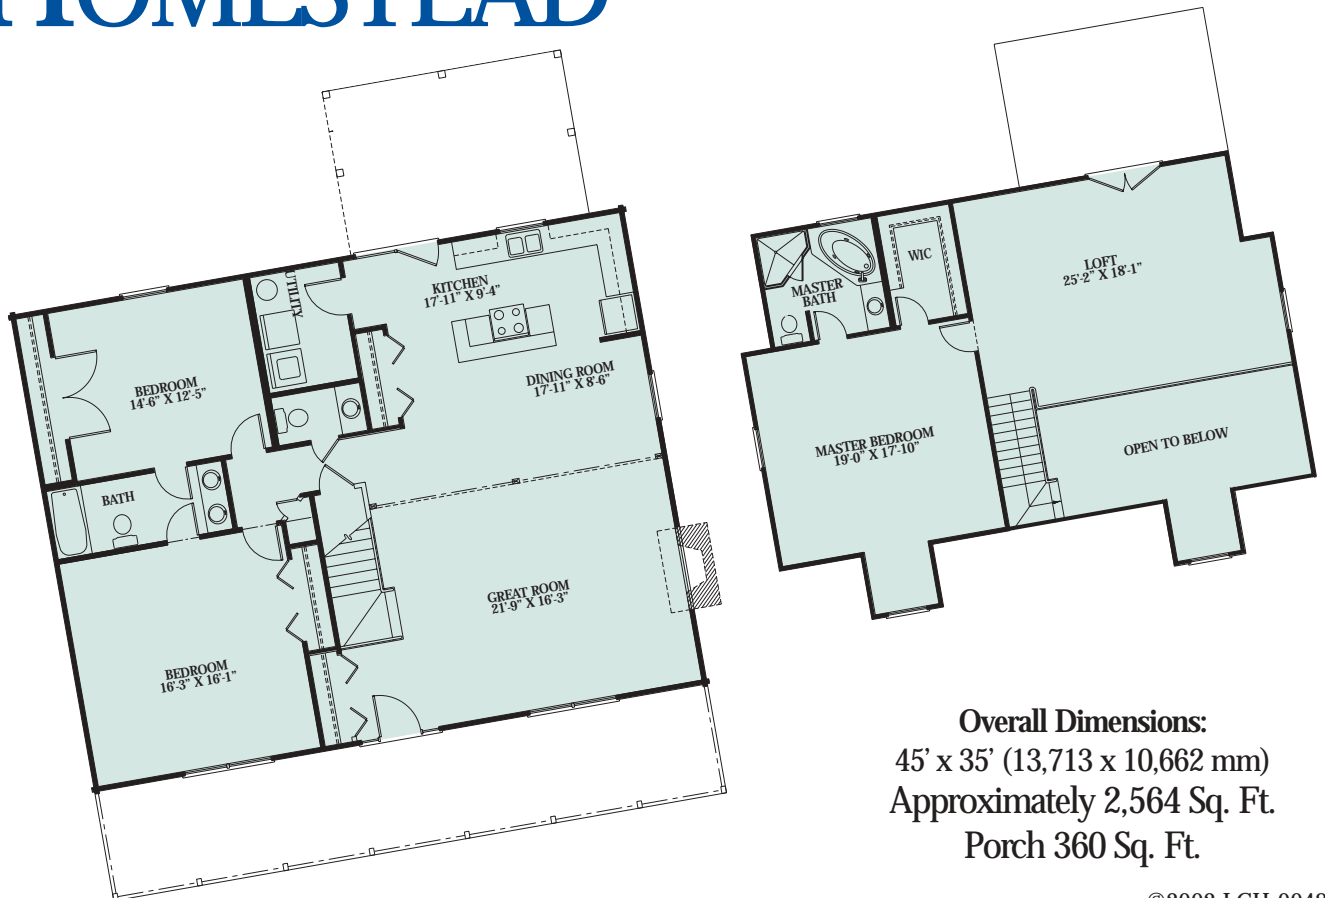 HOMESTEAD
UTILITY
KITCHEN
17'-11" X 9'-4"
DINING ROOM
17'-11" X 8'-6"
BEDROOM
14'-6" X 12'-5"
BATH
GREAT ROOM
21'-9" X 16'-3"
BEDROOM
16'-3" X 16'-1"
MASTER
BATH
WIC
LOFT
25'-2" X 18'-1"
MASTER BEDROOM
19'-0" X 17'-10"
OPEN TO BELOW
Overall Dimensions:
45' x 35' (13,713 x 10,662 mm)
Approximately 2,564 Sq. Ft.
Porch 360 Sq. Ft.